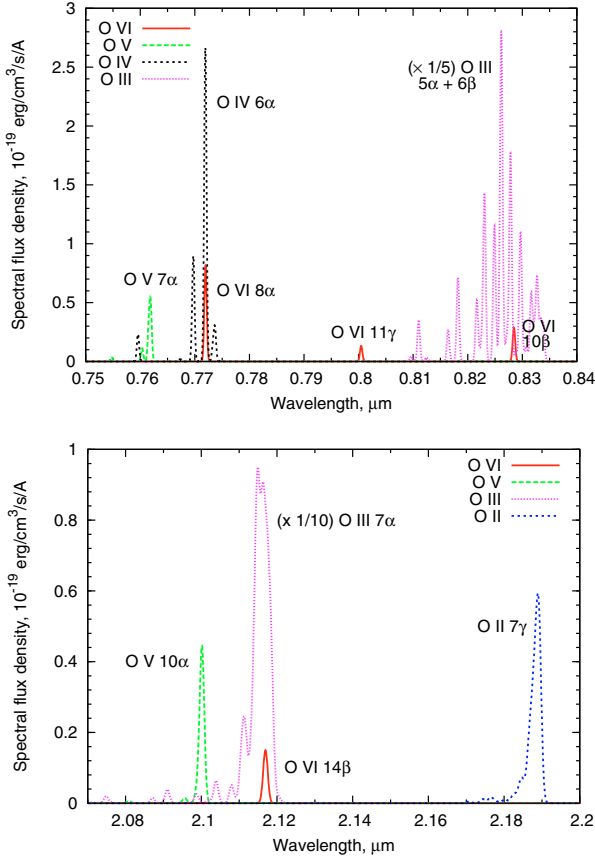 3
2.5
2
1.5
1
0.5
0
Spectral flux density, 10⁻¹⁹ erg/cm³/s/A
O VI
O V
O IV
O III
O IV 6α
(× 1/5) O III
5α + 6β
O V 7α
O VI 8α
O VI 11γ
O VI
10β
0.75 0.76 0.77 0.78 0.79 0.8 0.81 0.82 0.83 0.84
Wavelength, μm
1
0.8
0.6
0.4
0.2
0
Spectral flux density, 10⁻¹⁹ erg/cm³/s/A
O VI
O V
O III
O II
(x 1/10) O III 7α
O II 7γ
O V 10α
O VI 14β
2.08 2.1 2.12 2.14 2.16 2.18 2.2
Wavelength, μm